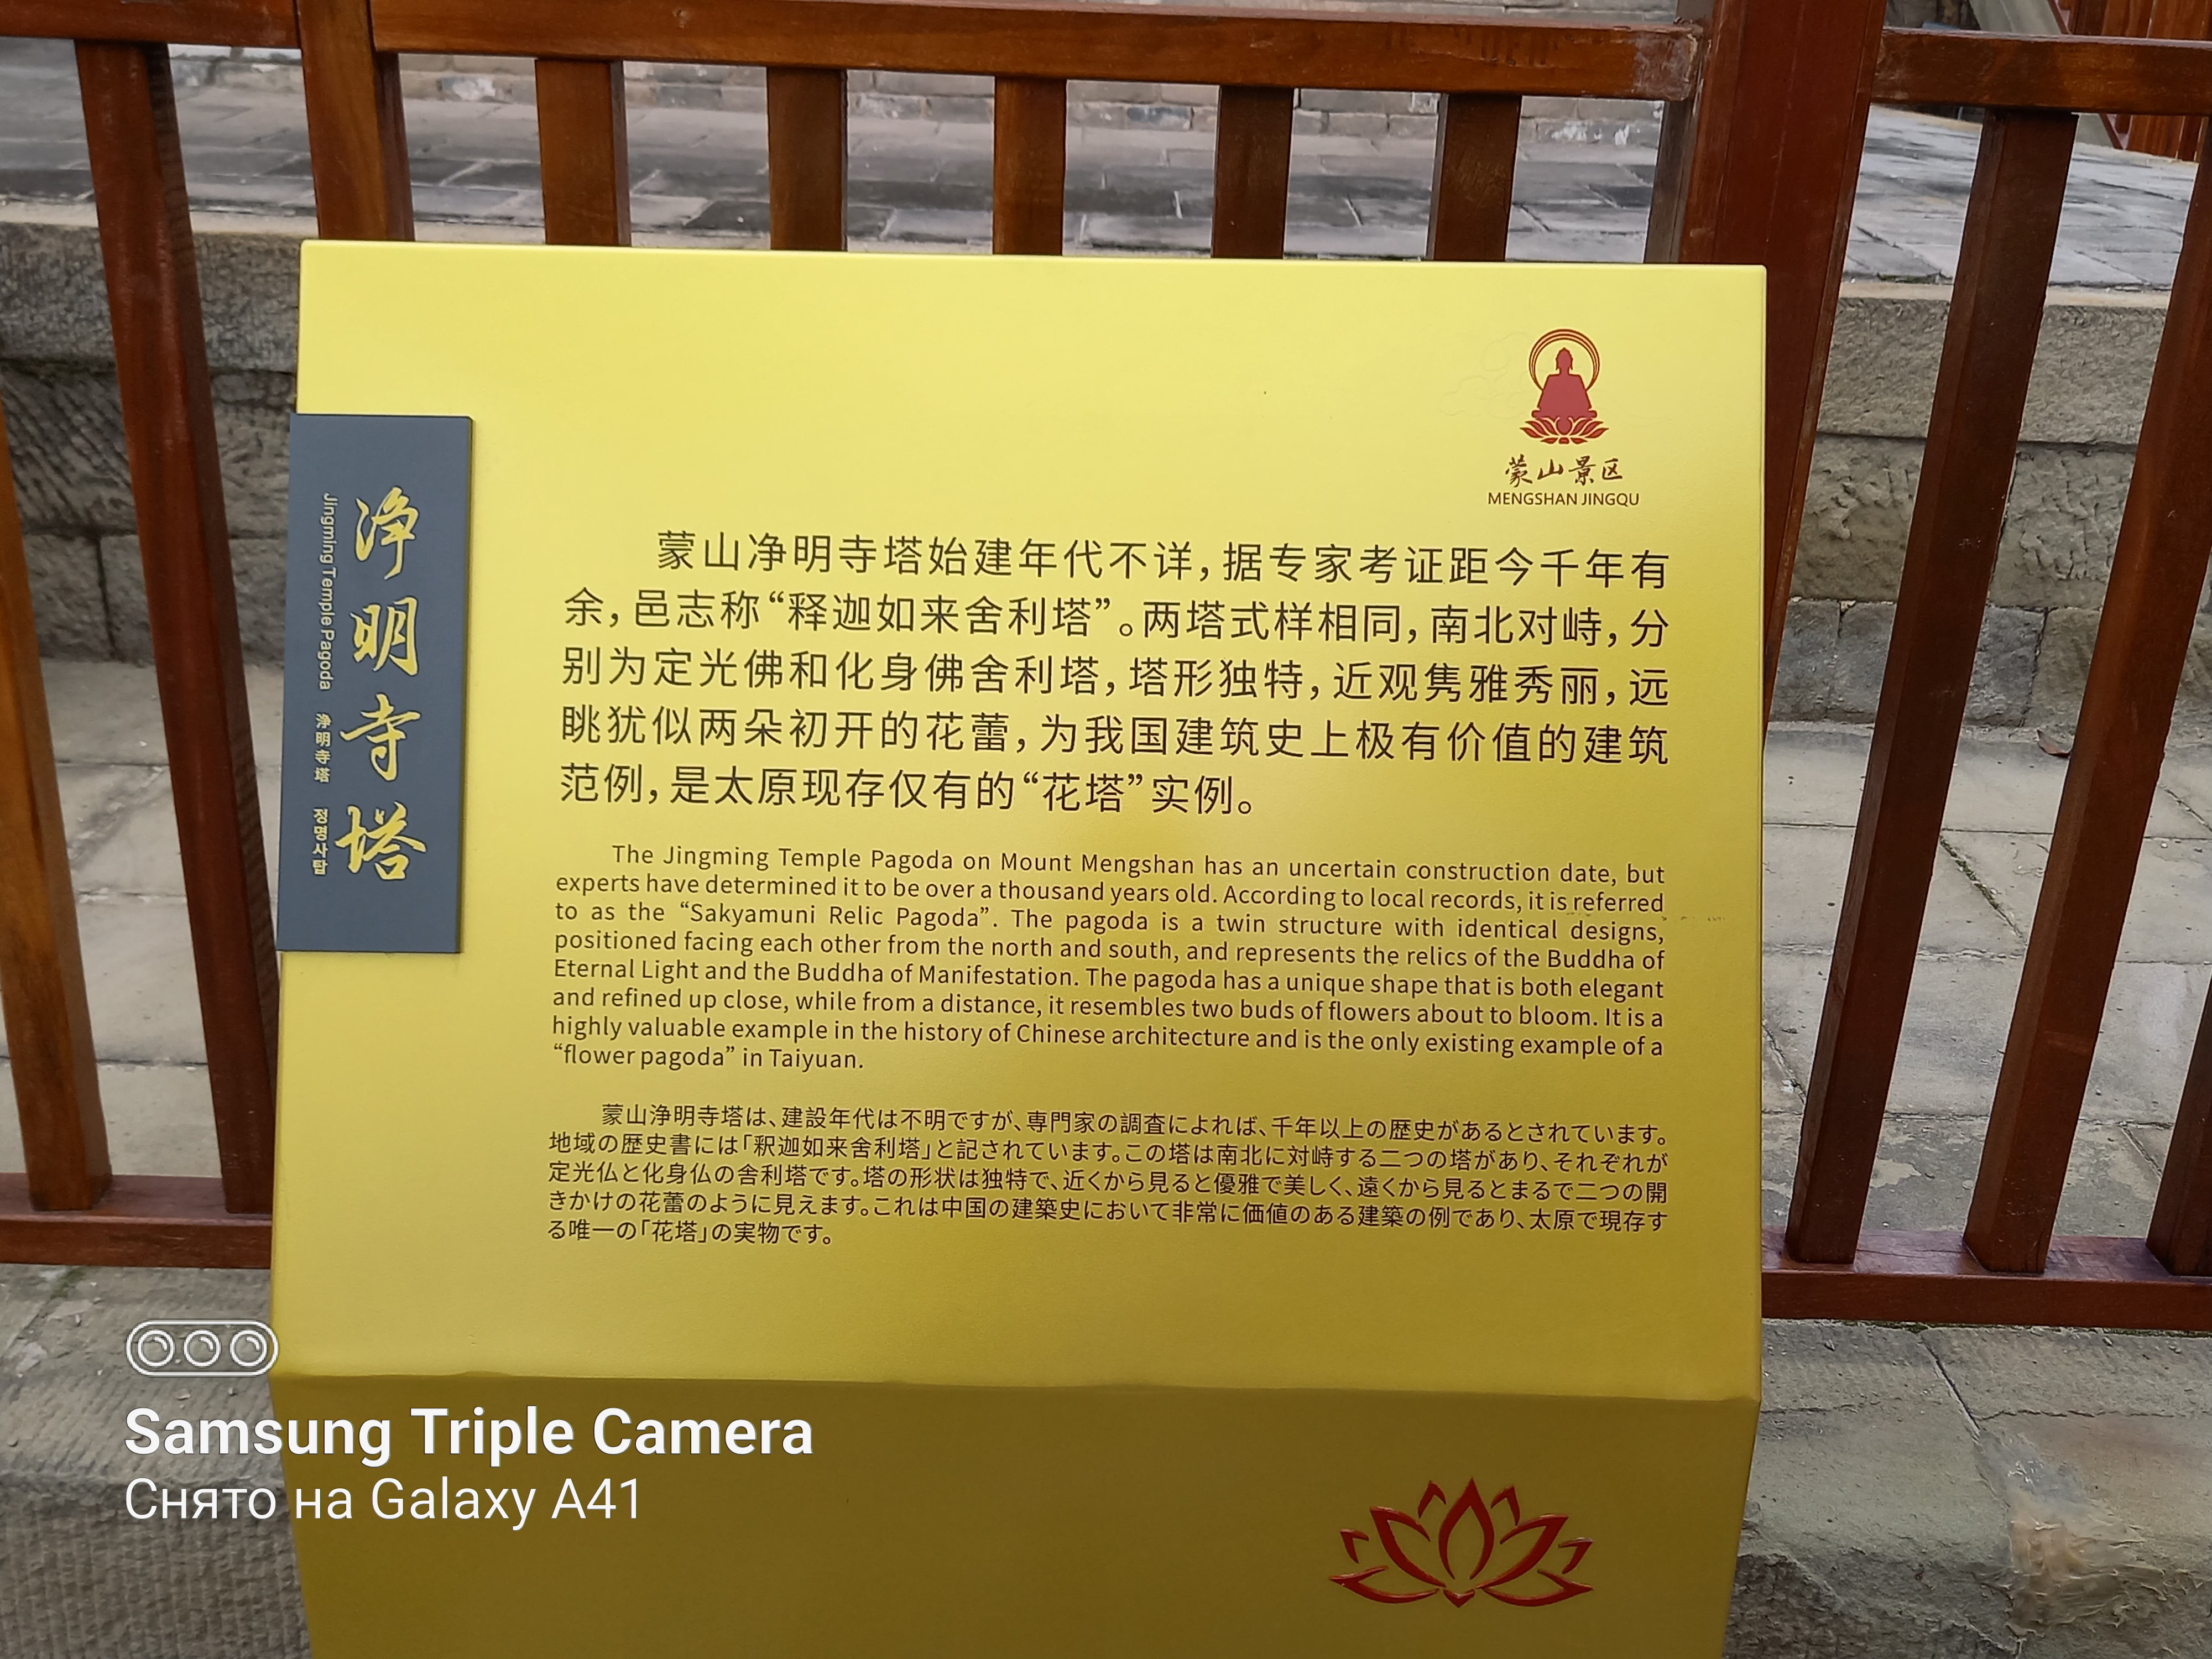 蒙山景区
MENGSHAN JINGQU
净明寺塔
Jingming Temple Pagoda 浄明寺塔 정명사탑
蒙山净明寺塔始建年代不详,据专家考证距今千年有
余,邑志称“释迦如来舍利塔”。两塔式样相同,南北对峙,分
别为定光佛和化身佛舍利塔,塔形独特,近观隽雅秀丽,远
眺犹似两朵初开的花蕾,为我国建筑史上极有价值的建筑
范例,是太原现存仅有的“花塔”实例。
The Jingming Temple Pagoda on Mount Mengshan has an uncertain construction date, but
experts have determined it to be over a thousand years old. According to local records, it is referred
to as the “Sakyamuni Relic Pagoda”. The pagoda is a twin structure with identical designs,
positioned facing each other from the north and south, and represents the relics of the Buddha of
Eternal Light and the Buddha of Manifestation. The pagoda has a unique shape that is both elegant
and refined up close, while from a distance, it resembles two buds of flowers about to bloom. It is a
highly valuable example in the history of Chinese architecture and is the only existing example of a
“flower pagoda” in Taiyuan.
蒙山浄明寺塔は、建設年代は不明ですが、専門家の調査によれば、千年以上の歴史があるとされています。
地域の歴史書には「釈迦如来舎利塔」と記されています。この塔は南北に対峙する二つの塔があり、それぞれが
定光仏と化身仏の舎利塔です。塔の形状は独特で、近くから見ると優雅で美しく、遠くから見るとまるで二つの開
きかけの花蕾のように見えます。これは中国の建築史において非常に価値のある建築の例であり、太原で現存す
る唯一の「花塔」の実物です。
Samsung Triple Camera
Снято на Galaxy A41